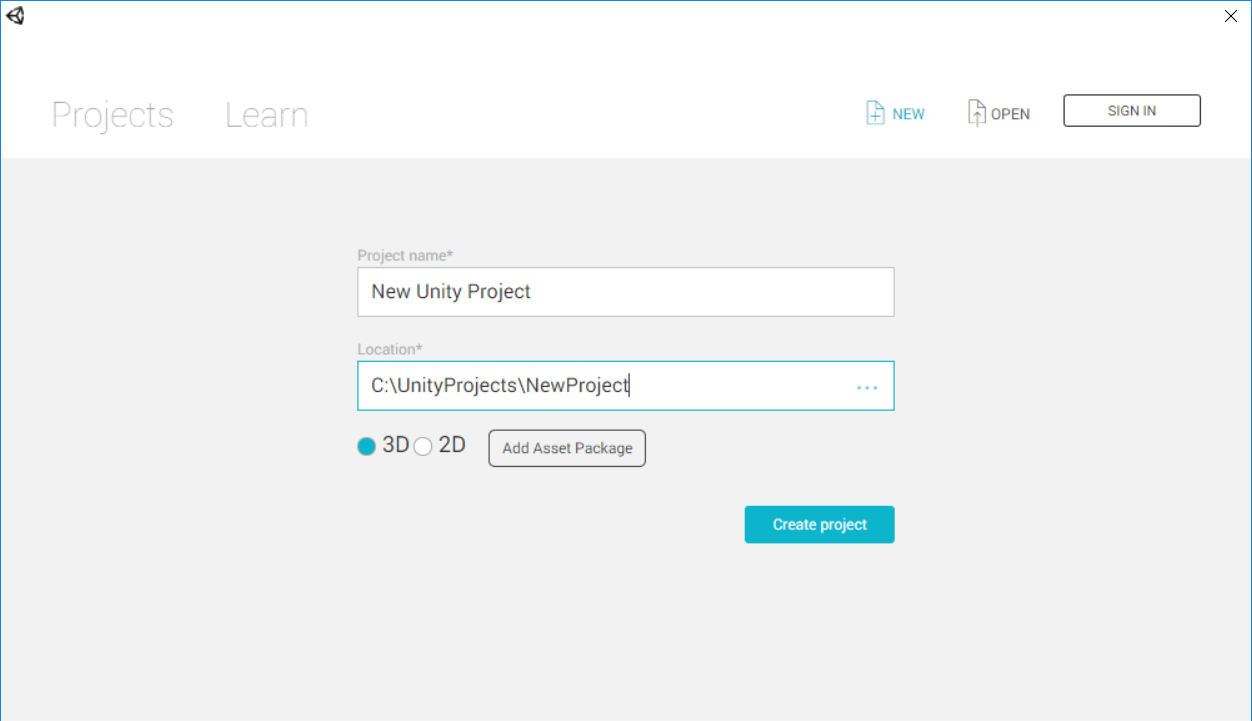 Projects Learn NEW OPEN SIGN IN
Project name*
New Unity Project
Location*
C:\UnityProjects\NewProject ...
3D 2D Add Asset Package
Create project